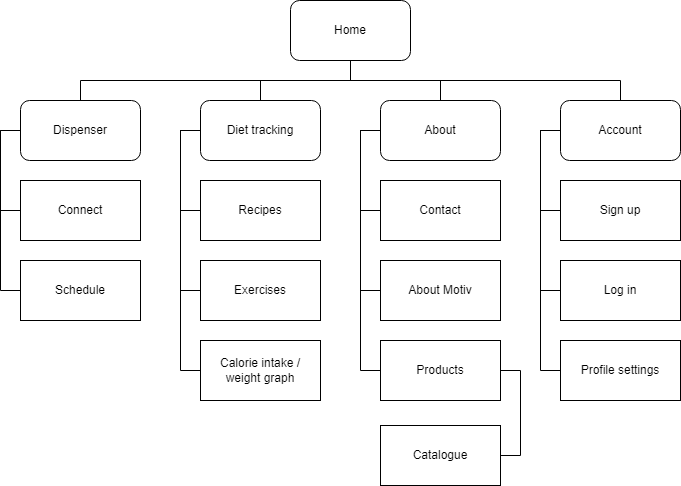 Home
Dispenser
Diet tracking
About
Account
Connect
Recipes
Contact
Sign up
Schedule
Exercises
About Motiv
Log in
Calorie intake /
weight graph
Products
Profile settings
Catalogue